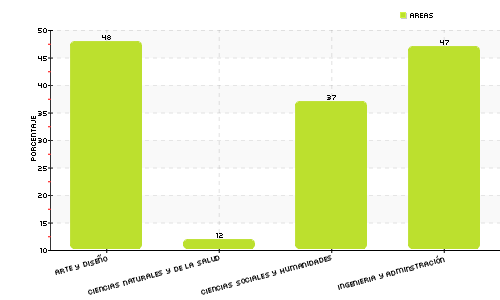 AREAS
PORCENTAJE
50
45
40
35
30
25
20
15
10
48
12
37
47
ARTE Y DISEÑO
CIENCIAS NATURALES Y DE LA SALUD
CIENCIAS SOCIALES Y HUMANIDADES
INGENIERIA Y ADMINSTRACIÓN